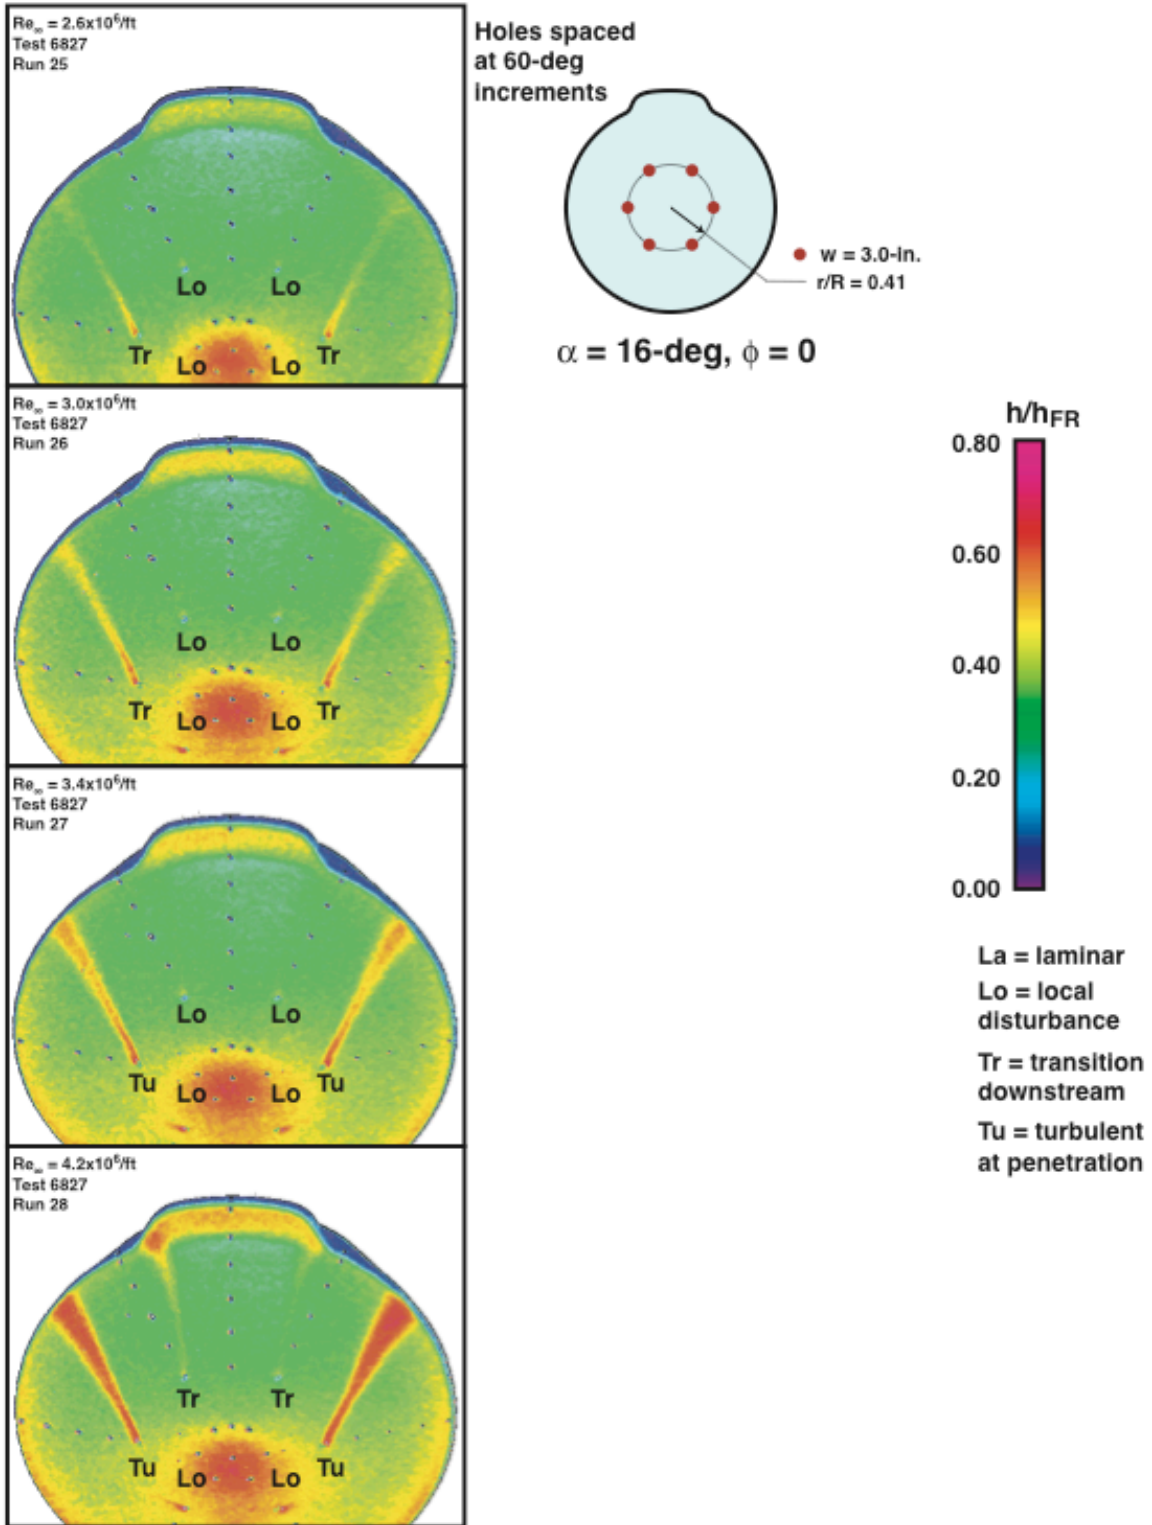 Re∞ = 2.6x10⁶/ft
Test 6827
Run 25
Lo Lo
Tr Lo Lo Tr
Holes spaced
at 60-deg
increments
w = 3.0-in.
r/R = 0.41
α = 16-deg, ϕ = 0
Re∞ = 3.0x10⁶/ft
Test 6827
Run 26
Lo Lo
Tr Lo Lo Tr
Re∞ = 3.4x10⁶/ft
Test 6827
Run 27
Lo Lo
Tu Lo Lo Tu
Re∞ = 4.2x10⁶/ft
Test 6827
Run 28
Tr Tr
Tu Lo Lo Tu
h/hFR
0.80
0.60
0.40
0.20
0.00
La = laminar
Lo = local
disturbance
Tr = transition
downstream
Tu = turbulent
at penetration